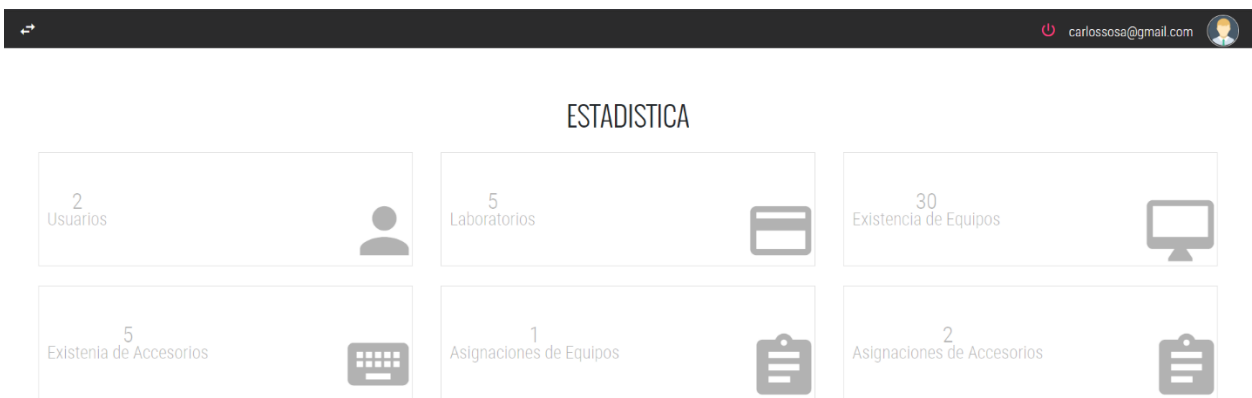 carlossosa@gmail.com
ESTADISTICA
2
Usuarios
5
Laboratorios
30
Existencia de Equipos
5
Existenia de Accesorios
1
Asignaciones de Equipos
2
Asignaciones de Accesorios